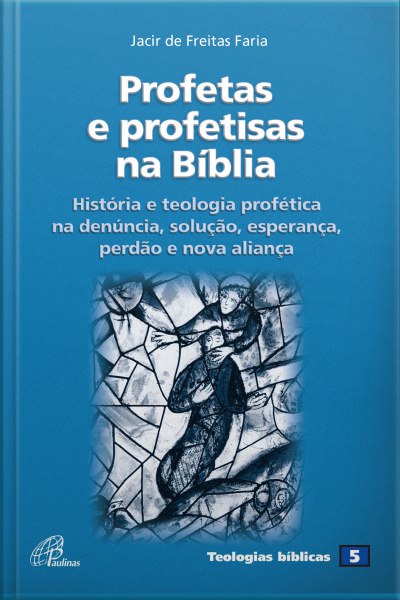 Jacir de Freitas Faria
Profetas
e profetisas
na Bíblia
História e teologia profética
na denúncia, solução, esperança,
perdão e nova aliança
Paulinas
Teologias bíblicas 5